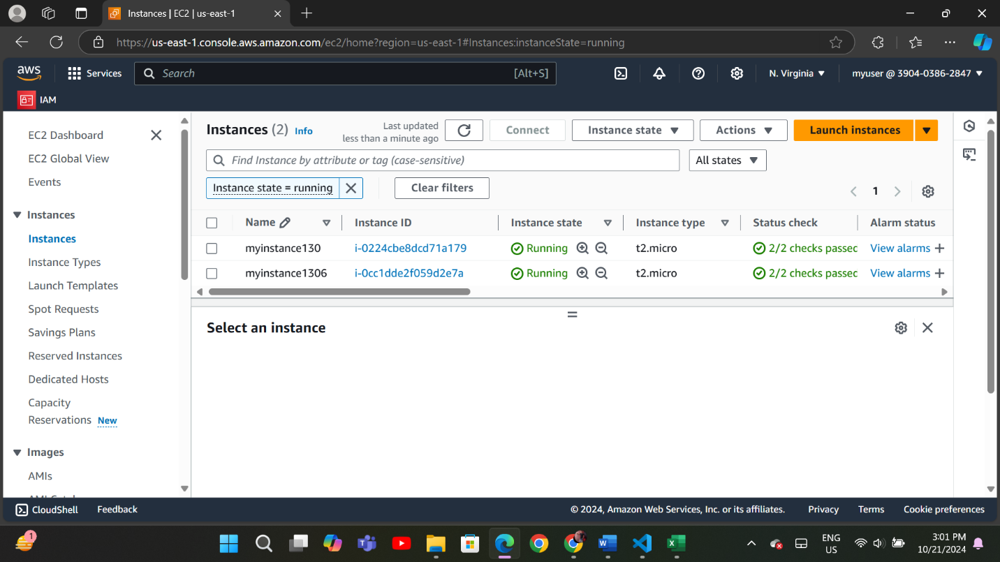 Instances | EC2 | us-east-1
https://us-east-1.console.aws.amazon.com/ec2/home?region=us-east-1#Instances:instanceState=running
aws
Services
Search
[Alt+S]
N. Virginia
myuser @ 3904-0386-2847
IAM
EC2 Dashboard
EC2 Global View
Events
Instances
Instances
Instance Types
Launch Templates
Spot Requests
Savings Plans
Reserved Instances
Dedicated Hosts
Capacity
Reservations New
Images
AMIs
Instances (2) Info
Last updated
less than a minute ago
Connect
Instance state
Actions
Launch instances
Find Instance by attribute or tag (case-sensitive)
All states
Instance state = running
Clear filters
1
Name Instance ID Instance state Instance type Status check Alarm status
myinstance130 i-0224cbe8dcd71a179 Running t2.micro 2/2 checks passed View alarms
myinstance1306 i-0cc1dde2f059d2e7a Running t2.micro 2/2 checks passed View alarms
Select an instance
CloudShell
Feedback
© 2024, Amazon Web Services, Inc. or its affiliates.
Privacy
Terms
Cookie preferences
1
ENG
US
3:01 PM
10/21/2024